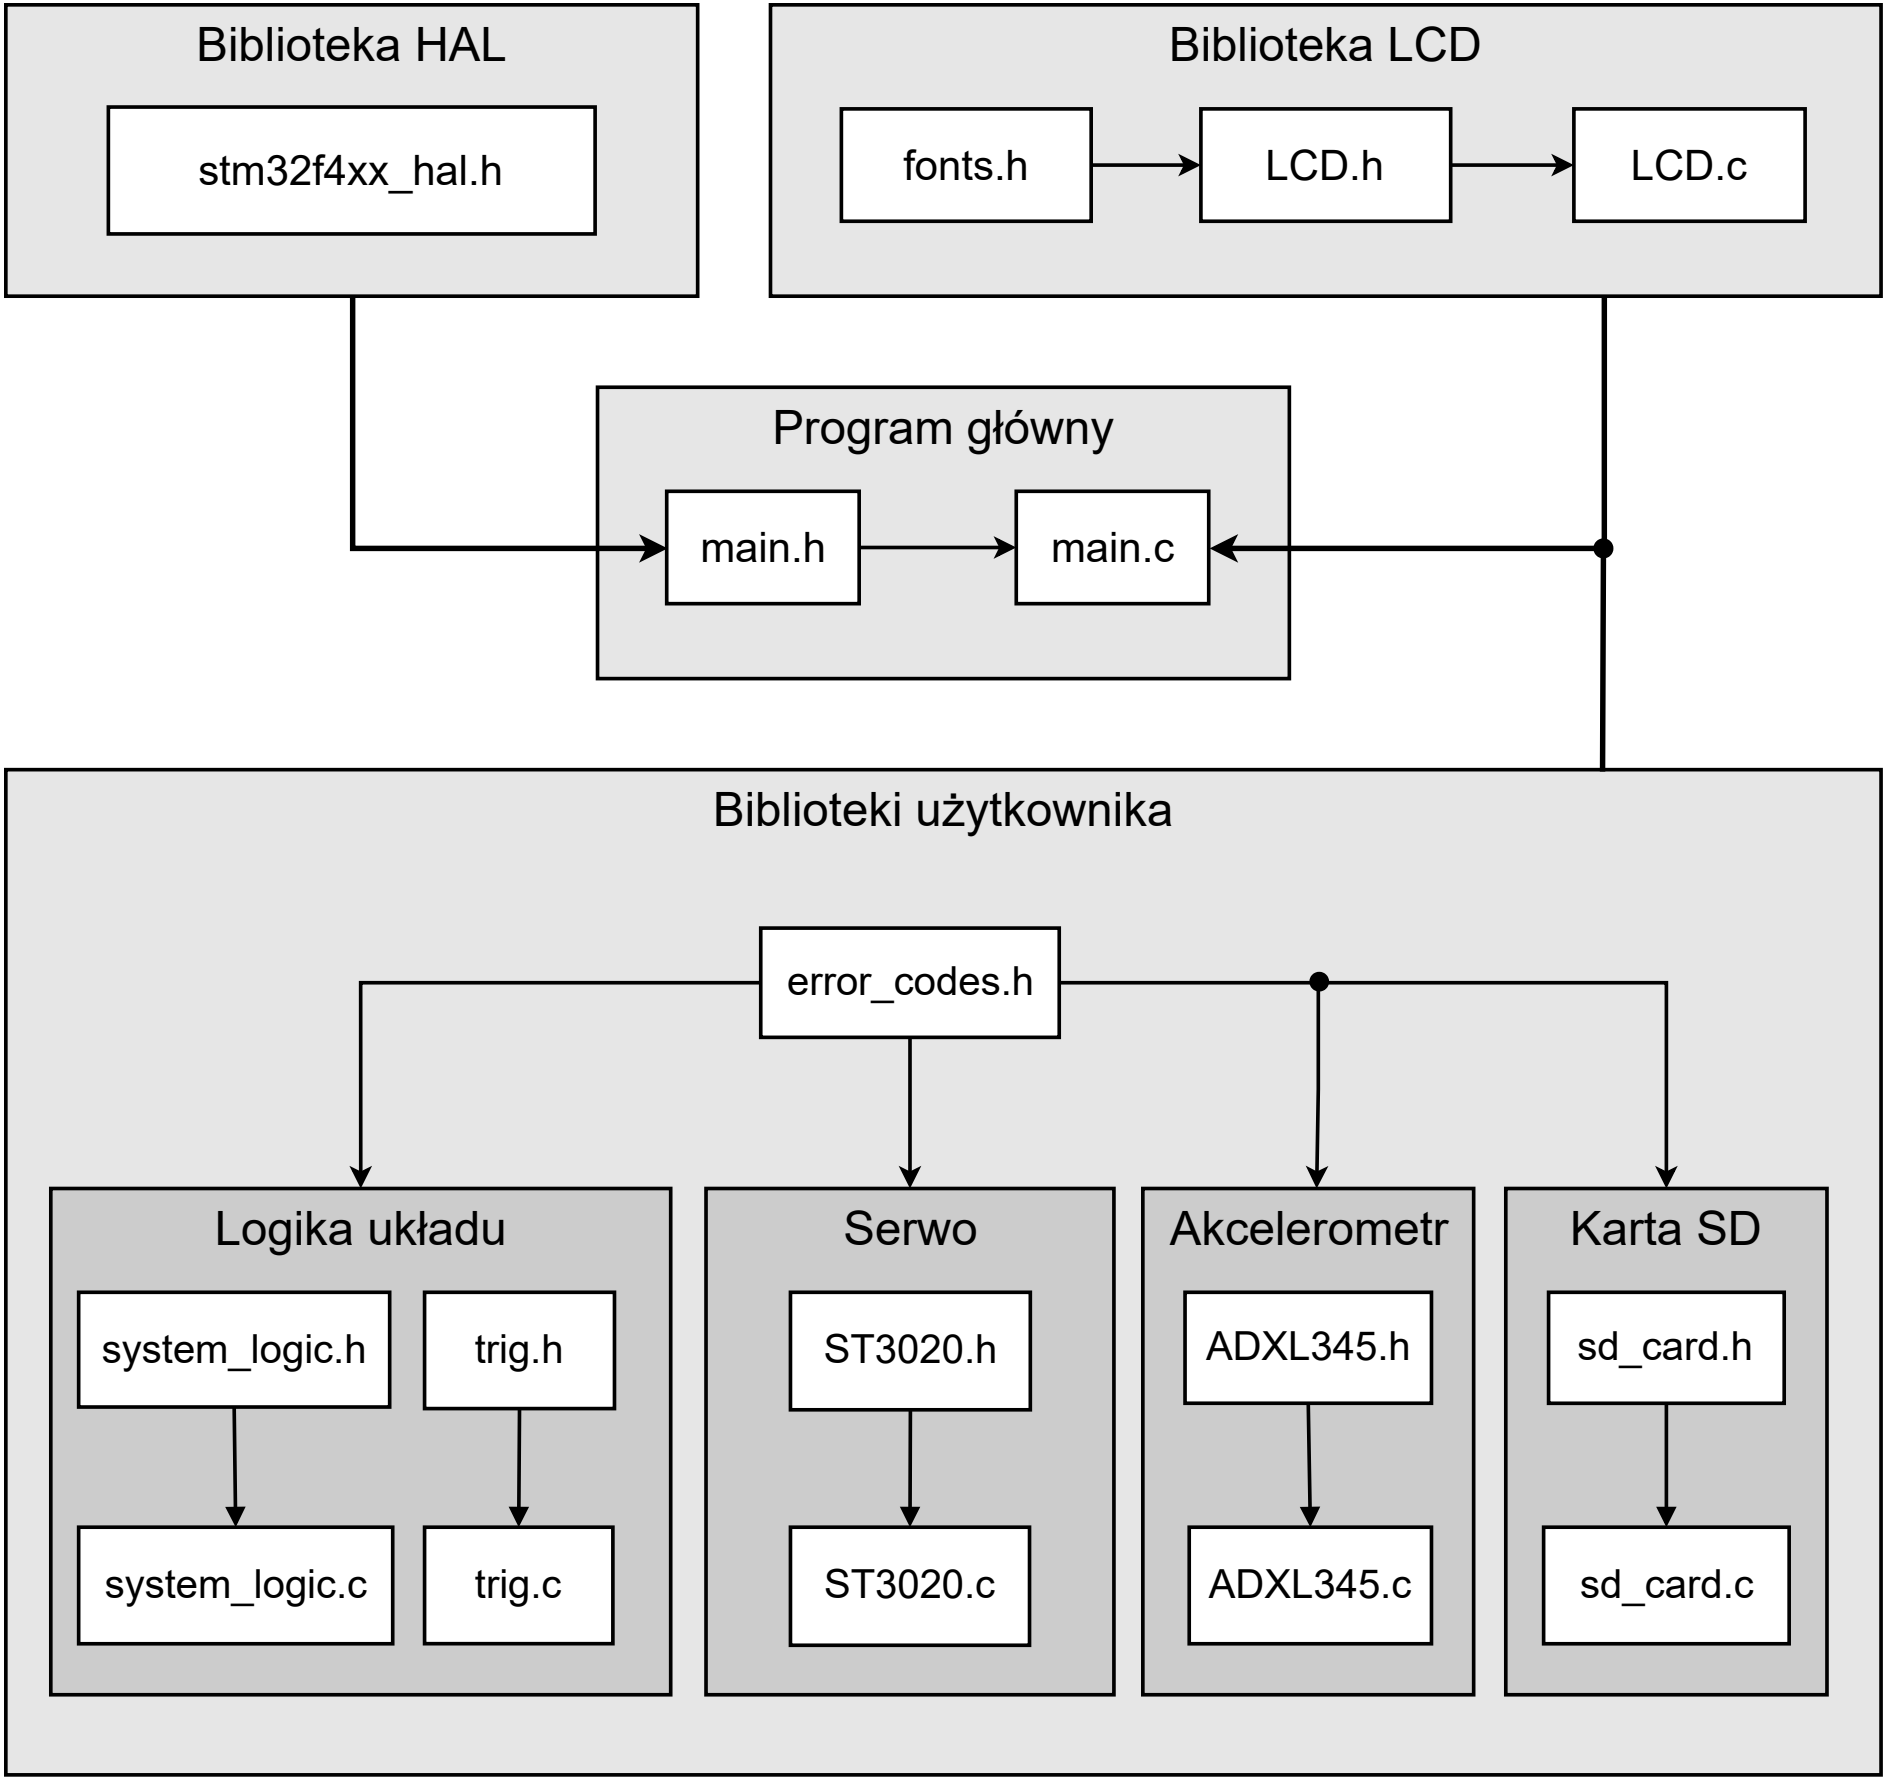 Biblioteka HAL
stm32f4xx_hal.h
Biblioteka LCD
fonts.h
LCD.h
LCD.c
Program główny
main.h
main.c
Biblioteki użytkownika
error_codes.h
Logika układu
system_logic.h
trig.h
system_logic.c
trig.c
Serwo
ST3020.h
ST3020.c
Akcelerometr
ADXL345.h
ADXL345.c
Karta SD
sd_card.h
sd_card.c